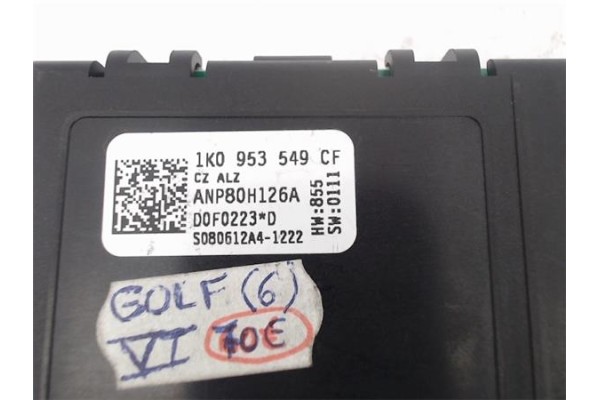 1K0 953 549 CF
CZ ALZ
ANP80H126A
D0F0223*D
S080612A4-1222
HW:855
SW:0111
GOLF (6)
VI 70€